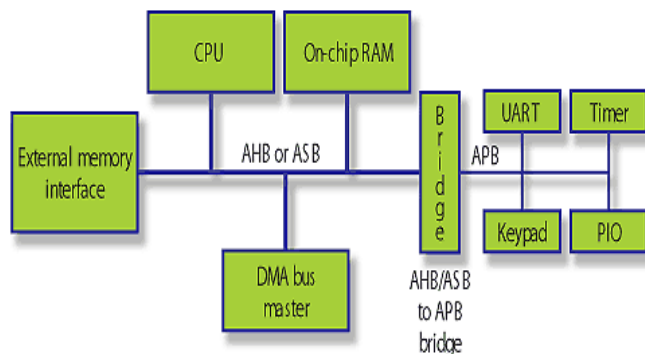 CPU
On-chip RAM
External memory
interface
AHB or ASB
Bridge
APB
UART
Timer
Keypad
PIO
DMA bus
master
AHB/ASB
to APB
bridge